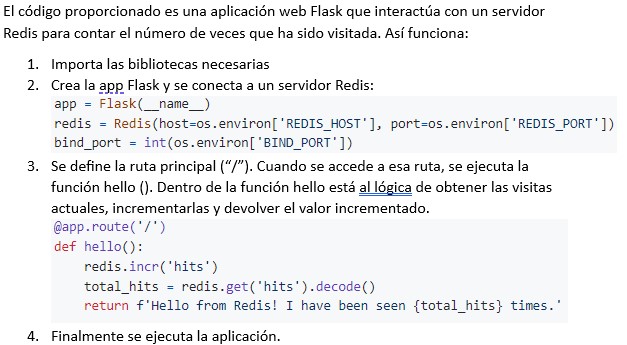 El código proporcionado es una aplicación web Flask que interactúa con un servidor
Redis para contar el número de veces que ha sido visitada. Así funciona:
1. Importa las bibliotecas necesarias
2. Crea la app Flask y se conecta a un servidor Redis:
app = Flask(__name__)
redis = Redis(host=os.environ['REDIS_HOST'], port=os.environ['REDIS_PORT'])
bind_port = int(os.environ['BIND_PORT'])
3. Se define la ruta principal (“/”). Cuando se accede a esa ruta, se ejecuta la
función hello (). Dentro de la función hello está al lógica de obtener las visitas
actuales, incrementarlas y devolver el valor incrementado.
@app.route('/')
def hello():
    redis.incr('hits')
    total_hits = redis.get('hits').decode()
    return f'Hello from Redis! I have been seen {total_hits} times.'
4. Finalmente se ejecuta la aplicación.